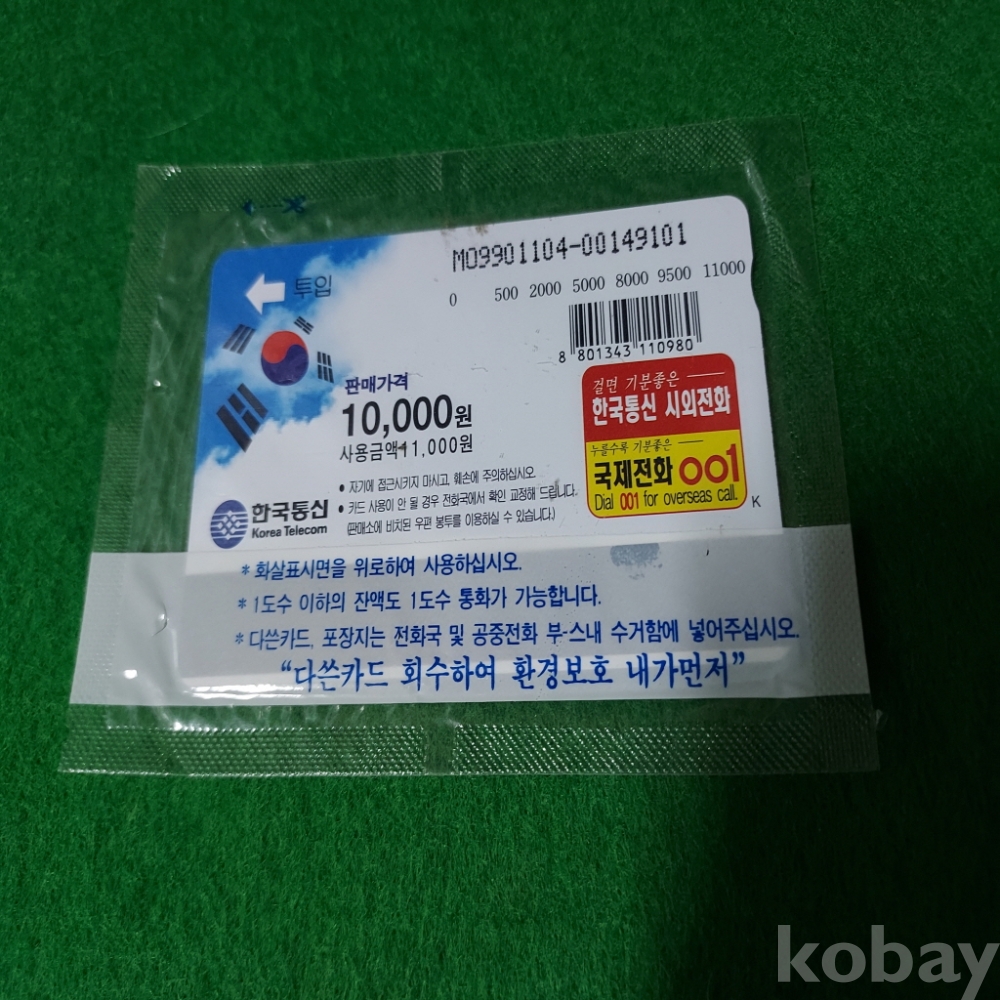 M09901104-00149101
0 500 2000 5000 8000 9500 11000
투입
8 801343 110980
판매가격
10,000원
사용금액 11,000원
걸면 기분좋은
한국통신 시외전화
누를수록 기분좋은
국제전화 001
Dial 001 for overseas call.
K
● 자기에 접근시키지 마시고, 훼손에 주의하십시오.
● 카드 사용이 안 될 경우 전화국에서 확인 교정해 드립니다.
(판매소에 비치된 우편 봉투를 이용하실 수 있습니다.)
한국통신
Korea Telecom
* 화살표시면을 위로하여 사용하십시오.
* 1도수 이하의 잔액도 1도수 통화가 가능합니다.
* 다쓴카드, 포장지는 전화국 및 공중전화 부-스내 수거함에 넣어주십시오.
“다쓴카드 회수하여 환경보호 내가먼저”
kobay